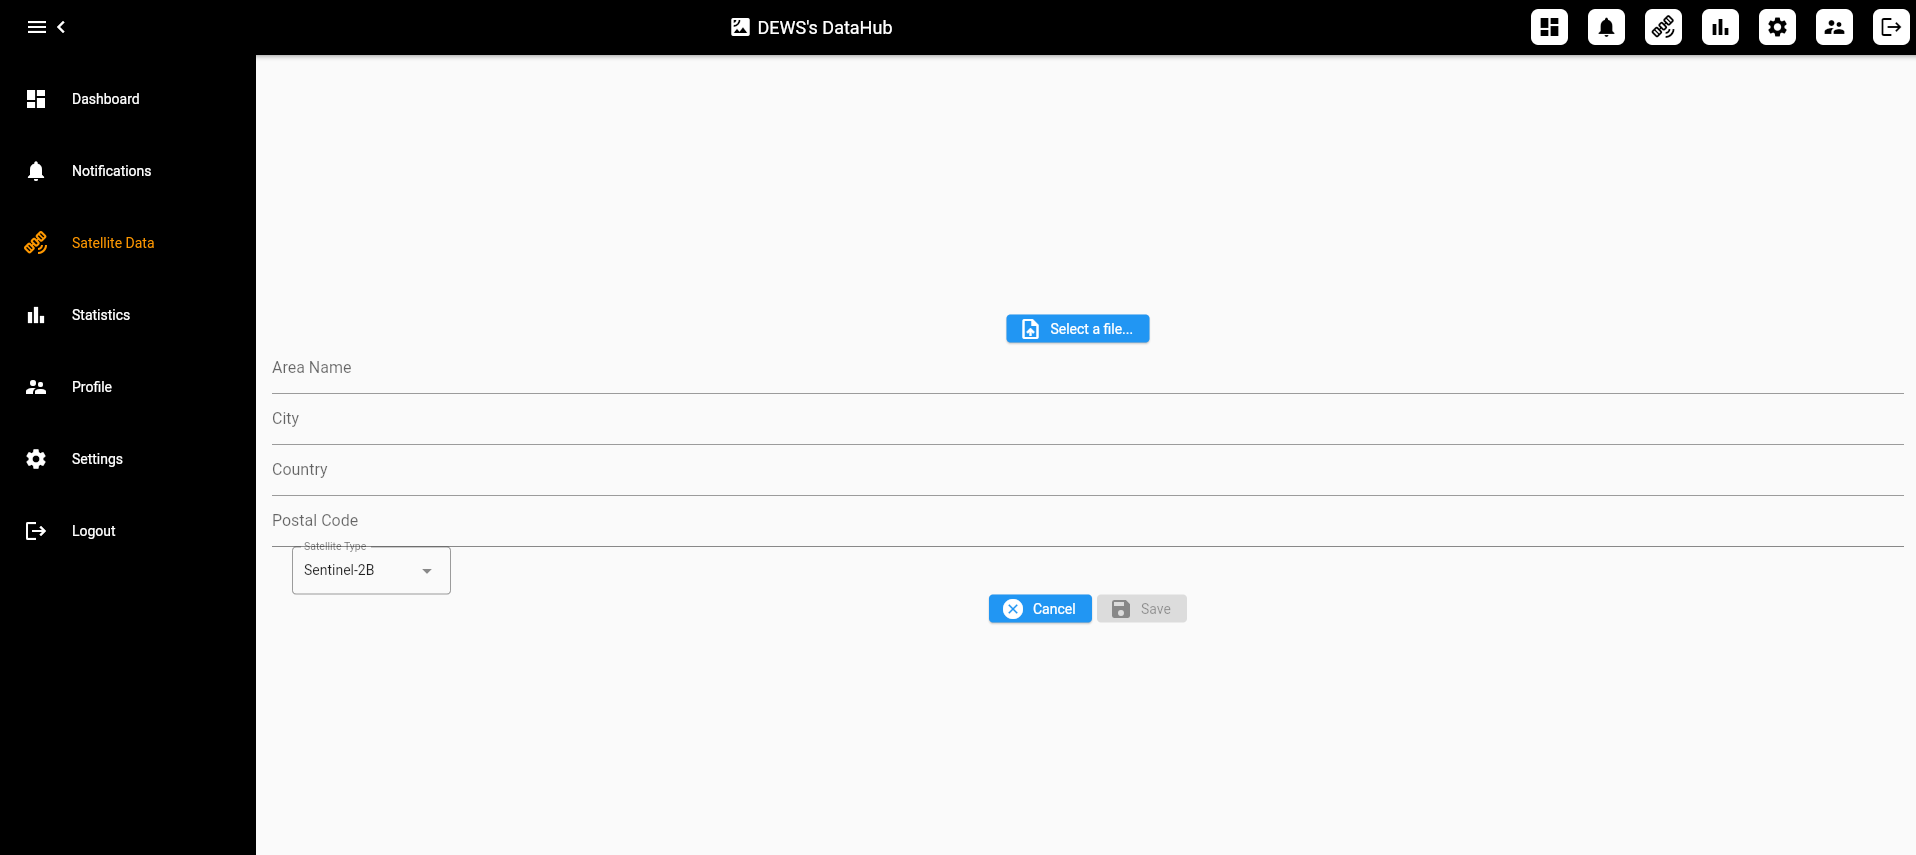 DEWS's DataHub
Dashboard
Notifications
Satellite Data
Statistics
Profile
Settings
Logout
Select a file...
Area Name
City
Country
Postal Code
Satellite Type
Sentinel-2B
Cancel
Save